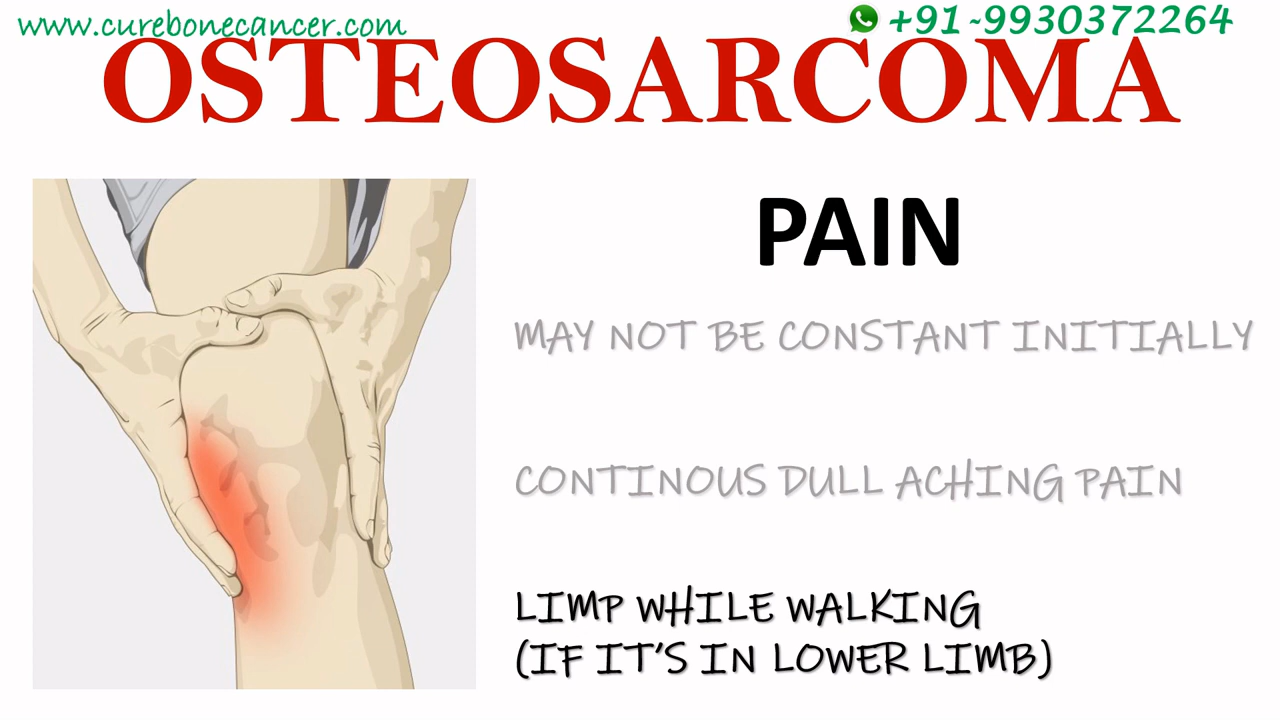 www.curebonecancer.com
+91-9930372264
OSTEOSARCOMA
PAIN
MAY NOT BE CONSTANT INITIALLY
CONTINOUS DULL ACHING PAIN
LIMP WHILE WALKING
(IF IT'S IN LOWER LIMB)